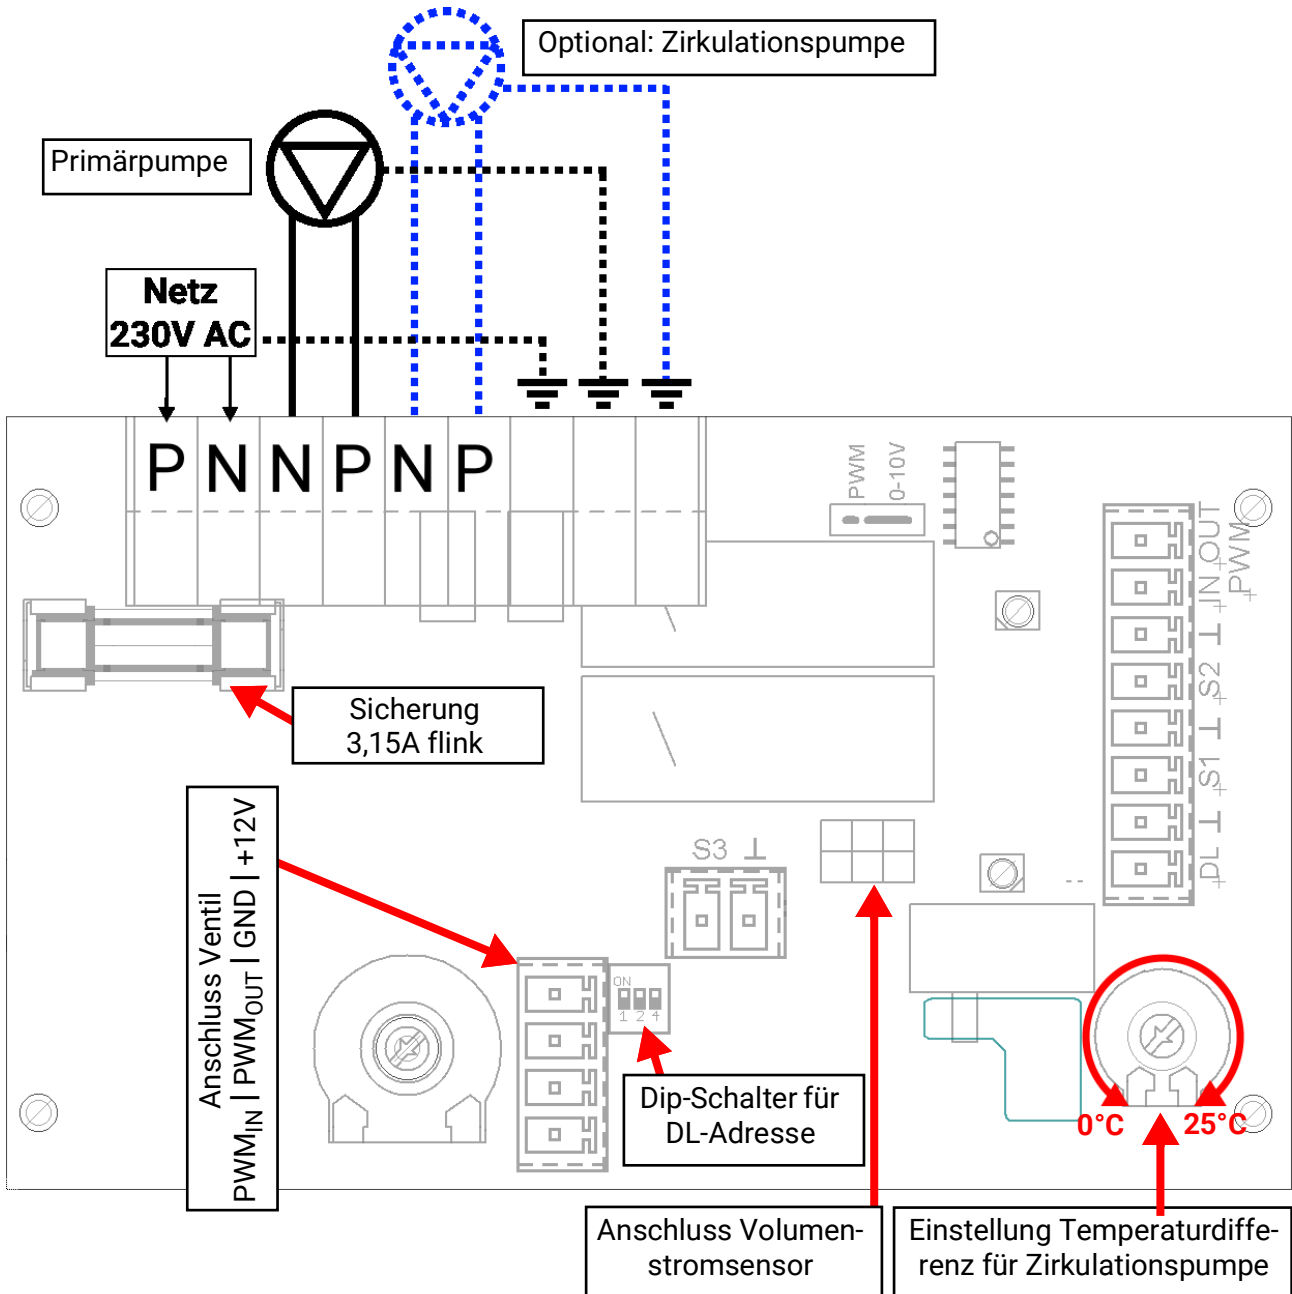 Optional: Zirkulationspumpe
Primärpumpe
Netz
230V AC
P N N P N P
PWM
0-10V
OUT
IN
PWM
⊥
S2
⊥
S1
⊥
DL
Sicherung
3,15A flink
Anschluss Ventil
PWM_IN | PWM_OUT | GND | +12V
S3 ⊥
ON
1 2 4
Dip-Schalter für
DL-Adresse
0°C
25°C
Anschluss Volumen-
stromsensor
Einstellung Temperaturdiffe-
renz für Zirkulationspumpe